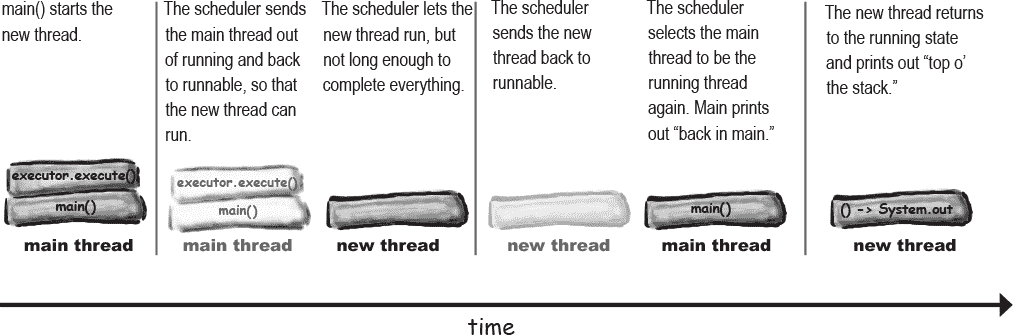 main() starts the
new thread.
The scheduler sends
the main thread out
of running and back
to runnable, so that
the new thread can
run.
The scheduler lets the
new thread run, but
not long enough to
complete everything.
The scheduler
sends the new
thread back to
runnable.
The scheduler
selects the main
thread to be the
running thread
again. Main prints
out “back in main.”
The new thread returns
to the running state
and prints out “top o’
the stack.”
executor.execute()
main()
main thread
executor.execute()
main()
main thread
new thread
new thread
main()
main thread
() -> System.out
new thread
time